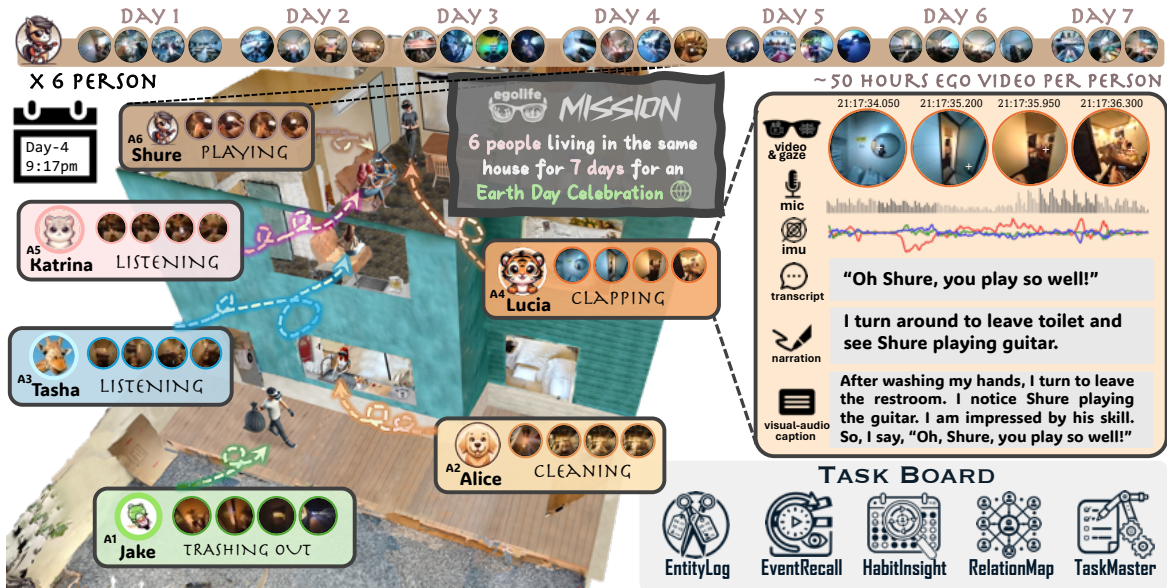 DAY 1
DAY 2
DAY 3
DAY 4
DAY 5
DAY 6
DAY 7
X 6 PERSON
~50 HOURS EGO VIDEO PER PERSON
Day-4
9:17pm
egolife
MISSION
6 people living in the same
house for 7 days for an
Earth Day Celebration
A6
Shure
PLAYING
A5
Katrina
LISTENING
A4
Lucia
CLAPPING
A3
Tasha
LISTENING
A2
Alice
CLEANING
A1
Jake
TRASHING OUT
21:17:34.050
21:17:35.200
21:17:35.950
21:17:36.300
video
& gaze
mic
imu
transcript
“Oh Shure, you play so well!”
narration
I turn around to leave toilet and
see Shure playing guitar.
visual-audio
caption
After washing my hands, I turn to leave
the restroom. I notice Shure playing
the guitar. I am impressed by his skill.
So, I say, “Oh, Shure, you play so well!”
TASK BOARD
EntityLog
EventRecall
HabitInsight
RelationMap
TaskMaster